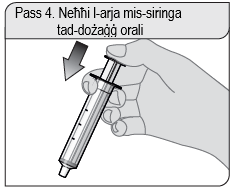 Pass 4. Neħħi l-arja mis-siringa
tad-dożaġġ orali